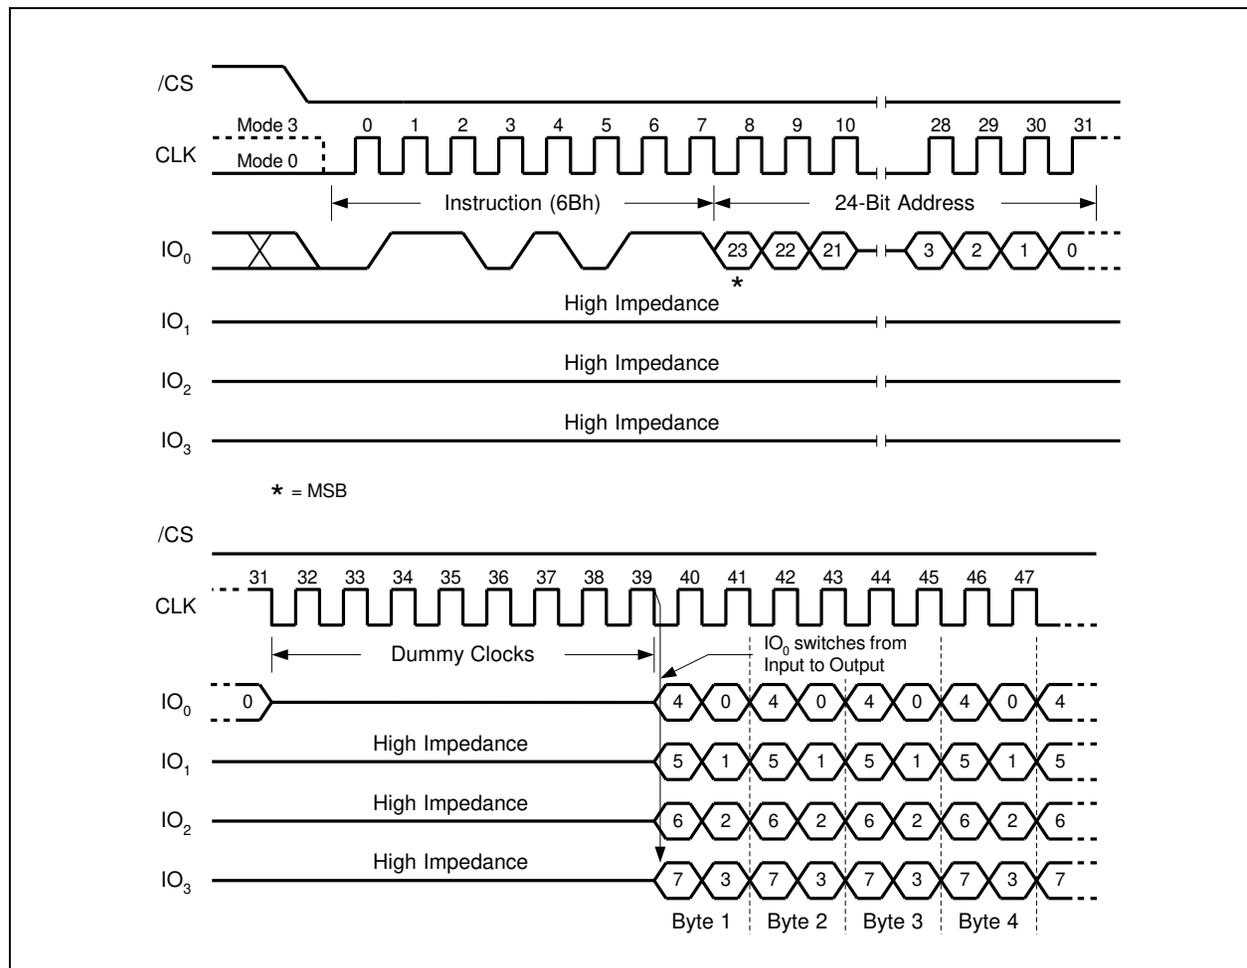 /CS
Mode 3 0 1 2 3 4 5 6 7 8 9 10 28 29 30 31
CLK
Mode 0
Instruction (6Bh) 24-Bit Address
IO0 23 22 21 3 2 1 0
*
High Impedance
IO1
High Impedance
IO2
High Impedance
IO3
* = MSB
/CS
31 32 33 34 35 36 37 38 39 40 41 42 43 44 45 46 47
CLK
Dummy Clocks
IO0 switches from
Input to Output
IO0 0 4 0 4 0 4 0 4 0 4
High Impedance
IO1 5 1 5 1 5 1 5 1 5
High Impedance
IO2 6 2 6 2 6 2 6 2 6
High Impedance
IO3 7 3 7 3 7 3 7 3 7
Byte 1 Byte 2 Byte 3 Byte 4